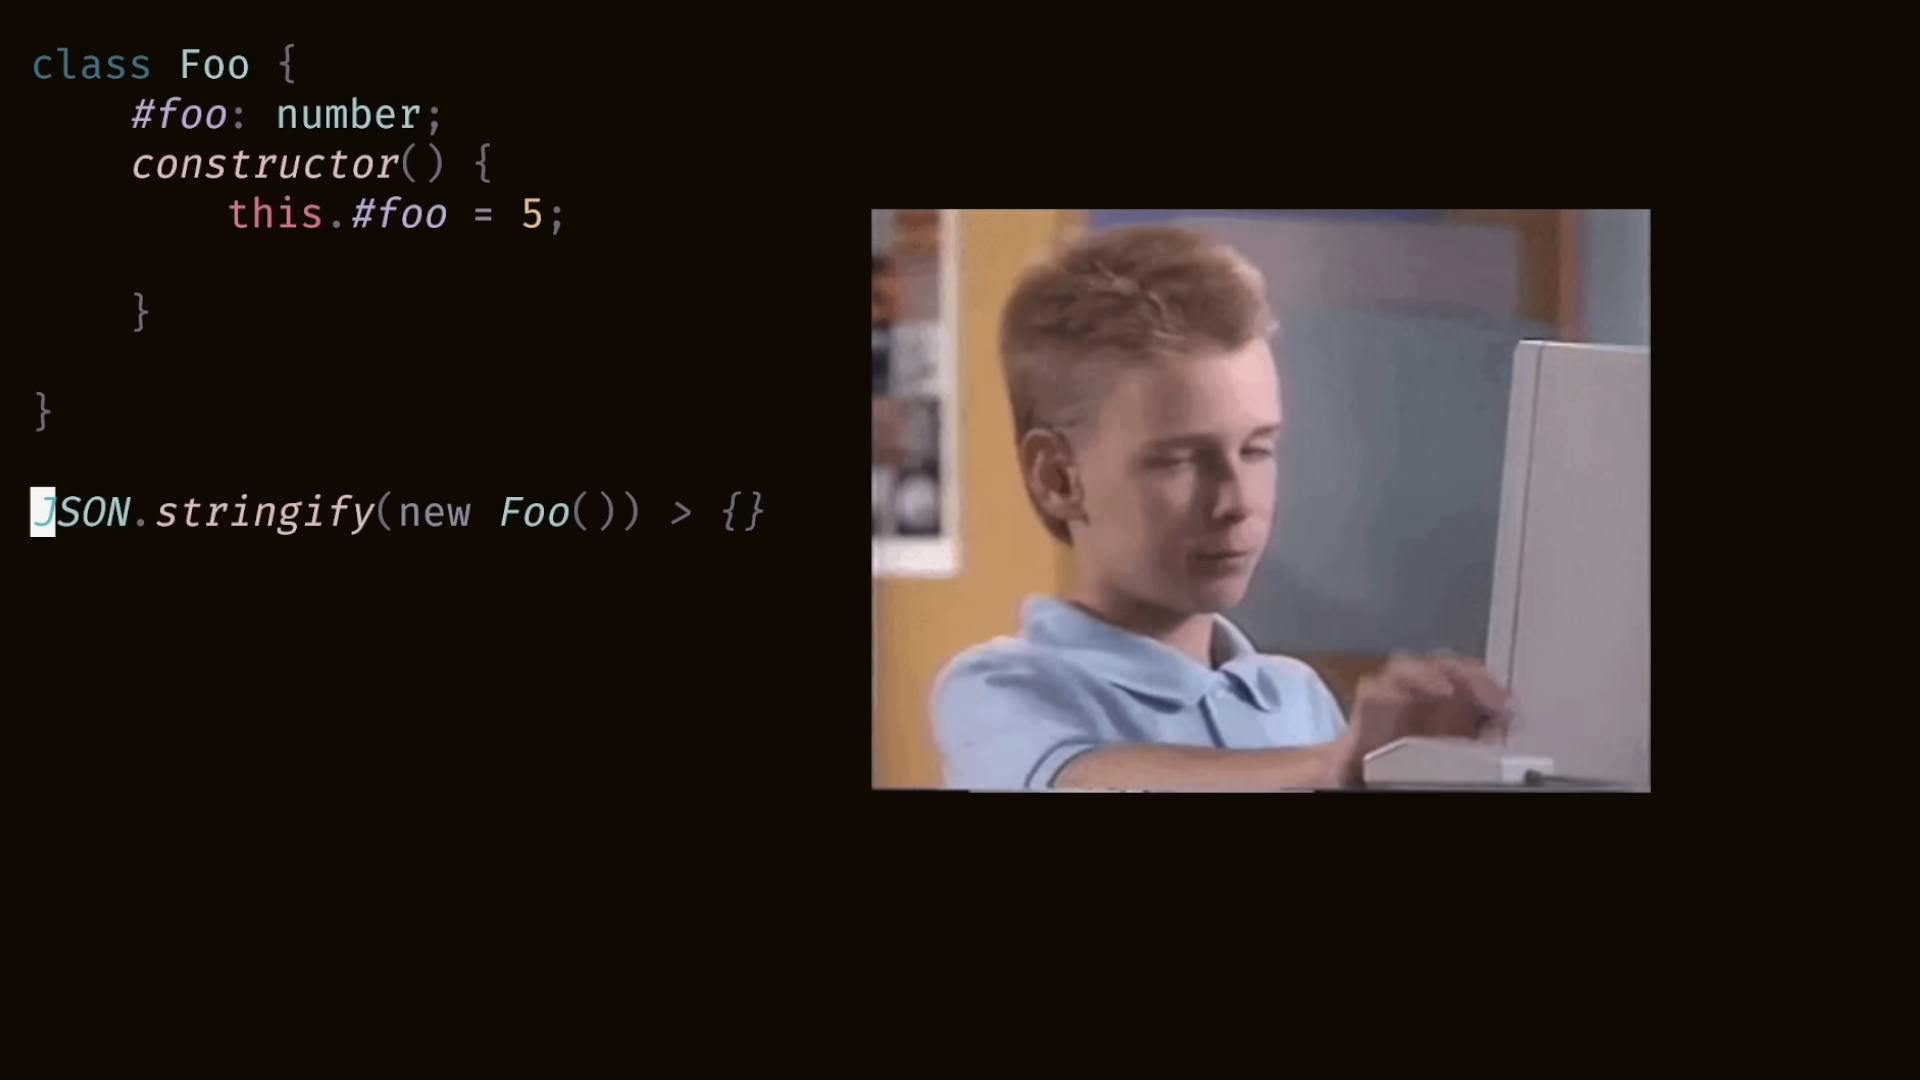 class Foo {
#foo: number;
constructor() {
this.#foo = 5;
}
}
JSON.stringify(new Foo()) > {}